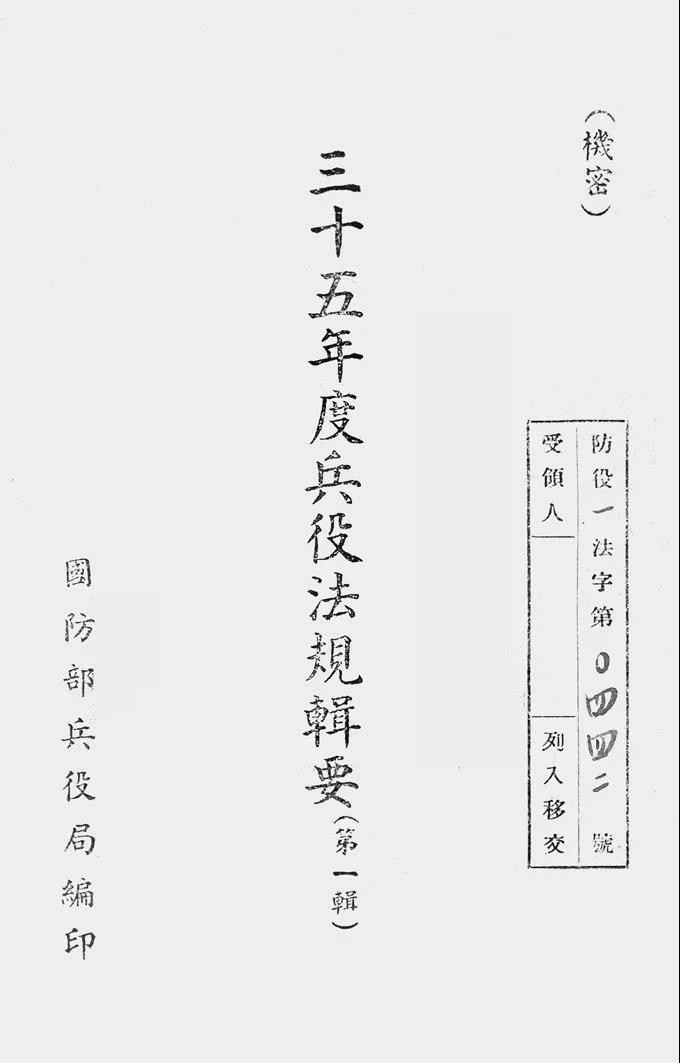 （機密）
防役一法字第〇四四二號
受領人
列入移交
三十五年度兵役法規輯要（第一輯）
國防部兵役局編印